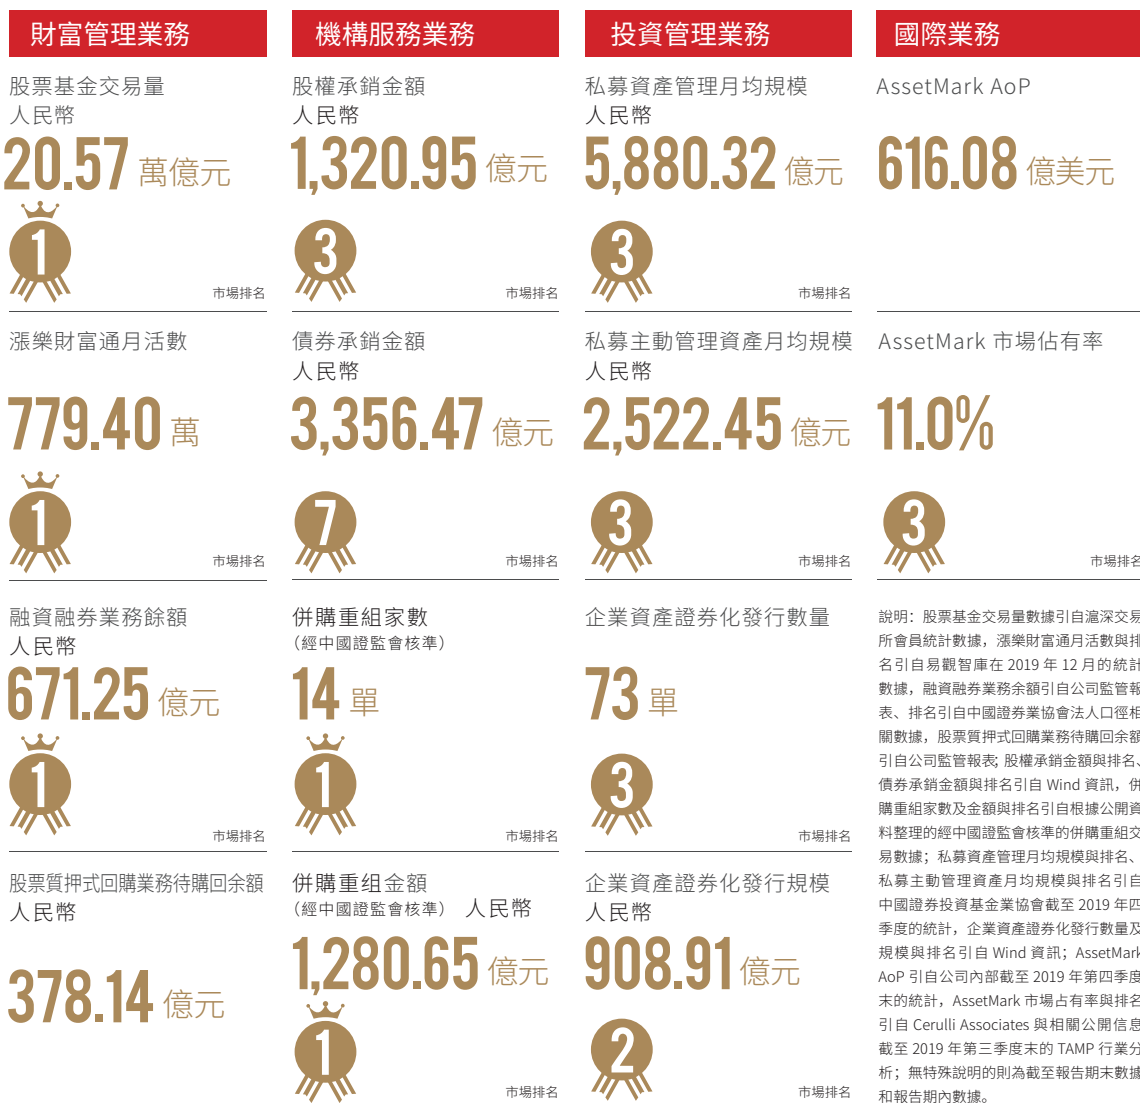 財富管理業務
股票基金交易量
人民幣
20.57 萬億元
1
市場排名
漲樂財富通月活數
779.40 萬
1
市場排名
融資融券業務餘額
人民幣
671.25 億元
1
市場排名
股票質押式回購業務待購回余額
人民幣
378.14 億元
機構服務業務
股權承銷金額
人民幣
1,320.95 億元
3
市場排名
債券承銷金額
人民幣
3,356.47 億元
7
市場排名
併購重組家數
（經中國證監會核準）
14 單
1
市場排名
併購重组金額
（經中國證監會核準） 人民幣
1,280.65 億元
1
市場排名
投資管理業務
私募資產管理月均規模
人民幣
5,880.32 億元
3
市場排名
私募主動管理資產月均規模
人民幣
2,522.45 億元
3
市場排名
企業資產證券化發行數量
73 單
3
市場排名
企業資產證券化發行規模
人民幣
908.91 億元
2
市場排名
國際業務
AssetMark AoP
616.08 億美元
AssetMark 市場佔有率
11.0%
3
市場排名
說明：股票基金交易量數據引自滬深交易
所會員統計數據，漲樂財富通月活數與排
名引自易觀智庫在 2019 年 12 月的統計
數據，融資融券業務余額引自公司監管報
表、排名引自中國證券業協會法人口徑相
關數據，股票質押式回購業務待購回余額
引自公司監管報表；股權承銷金額與排名、
債券承銷金額與排名引自 Wind 資訊，併
購重組家數及金額與排名引自根據公開資
料整理的經中國證監會核準的併購重組交
易數據；私募資產管理月均規模與排名、
私募主動管理資產月均規模與排名引自
中國證券投資基金業協會截至 2019 年四
季度的統計，企業資產證券化發行數量及
規模與排名引自 Wind 資訊；AssetMark
AoP 引自公司內部截至 2019 年第四季度
末的統計，AssetMark 市場占有率與排名
引自 Cerulli Associates 與相關公開信息
截至 2019 年第三季度末的 TAMP 行業分
析；無特殊說明的則為截至報告期末數據
和報告期內數據。